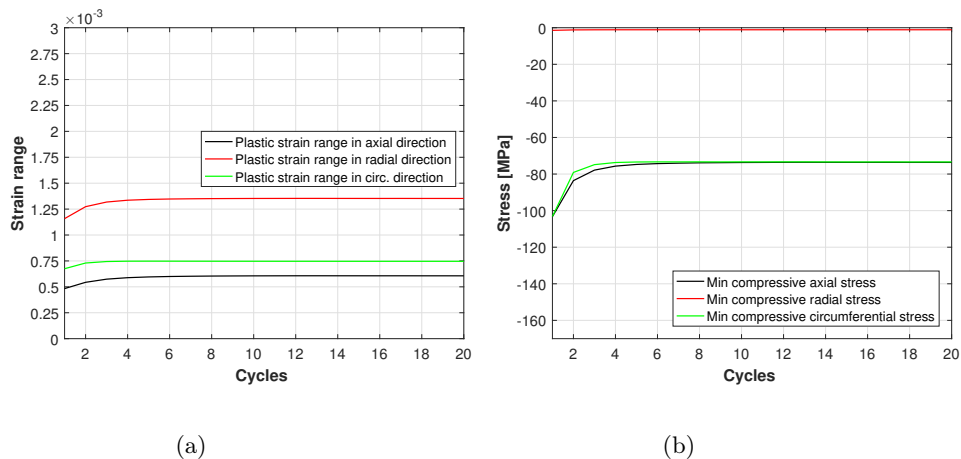 ×10⁻³
3
2.75
2.5
2.25
2
1.75
1.5
1.25
1
0.75
0.5
0.25
0
Strain range
Plastic strain range in axial direction
Plastic strain range in radial direction
Plastic strain range in circ. direction
2 4 6 8 10 12 14 16 18 20
Cycles
(a)
0
-20
-40
-60
-80
-100
-120
-140
-160
Stress [MPa]
Min compressive axial stress
Min compressive radial stress
Min compressive circumferential stress
2 4 6 8 10 12 14 16 18 20
Cycles
(b)